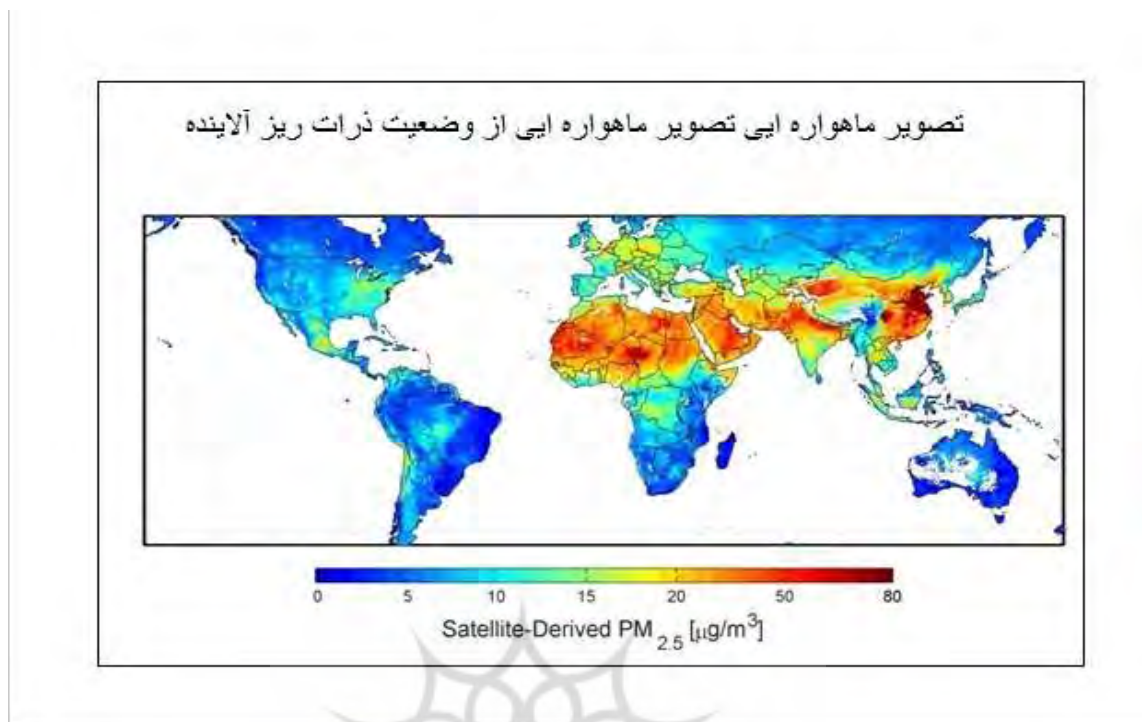 تصویر ماهواره ایی تصویر ماهواره ایی از وضعیت ذرات ریز آلاینده
0 5 10 15 20 50 80
Satellite-Derived PM 2.5 [µg/m³]